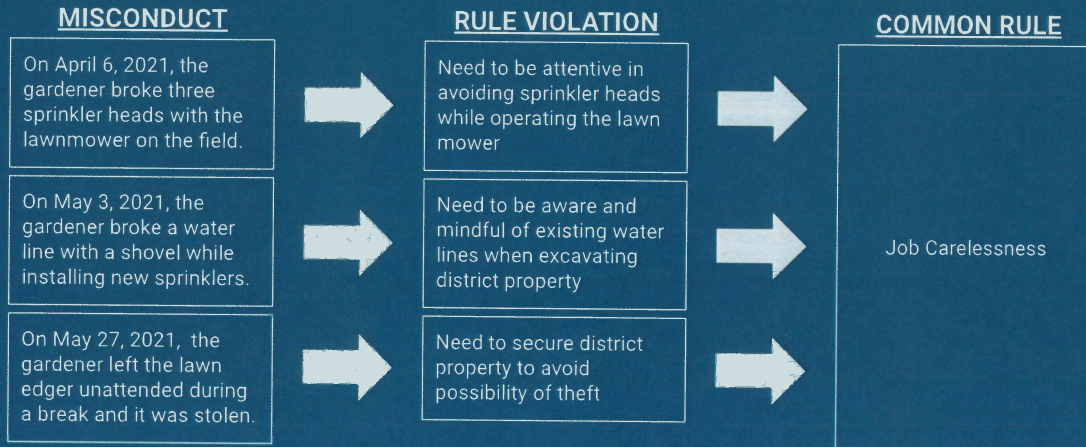 MISCONDUCT
RULE VIOLATION
COMMON RULE
On April 6, 2021, the
gardener broke three
sprinkler heads with the
lawnmower on the field.
Need to be attentive in
avoiding sprinkler heads
while operating the lawn
mower
On May 3, 2021, the
gardener broke a water
line with a shovel while
installing new sprinklers.
Need to be aware and
mindful of existing water
lines when excavating
district property
Job Carelessness
On May 27, 2021, the
gardener left the lawn
edger unattended during
a break and it was stolen.
Need to secure district
property to avoid
possibility of theft